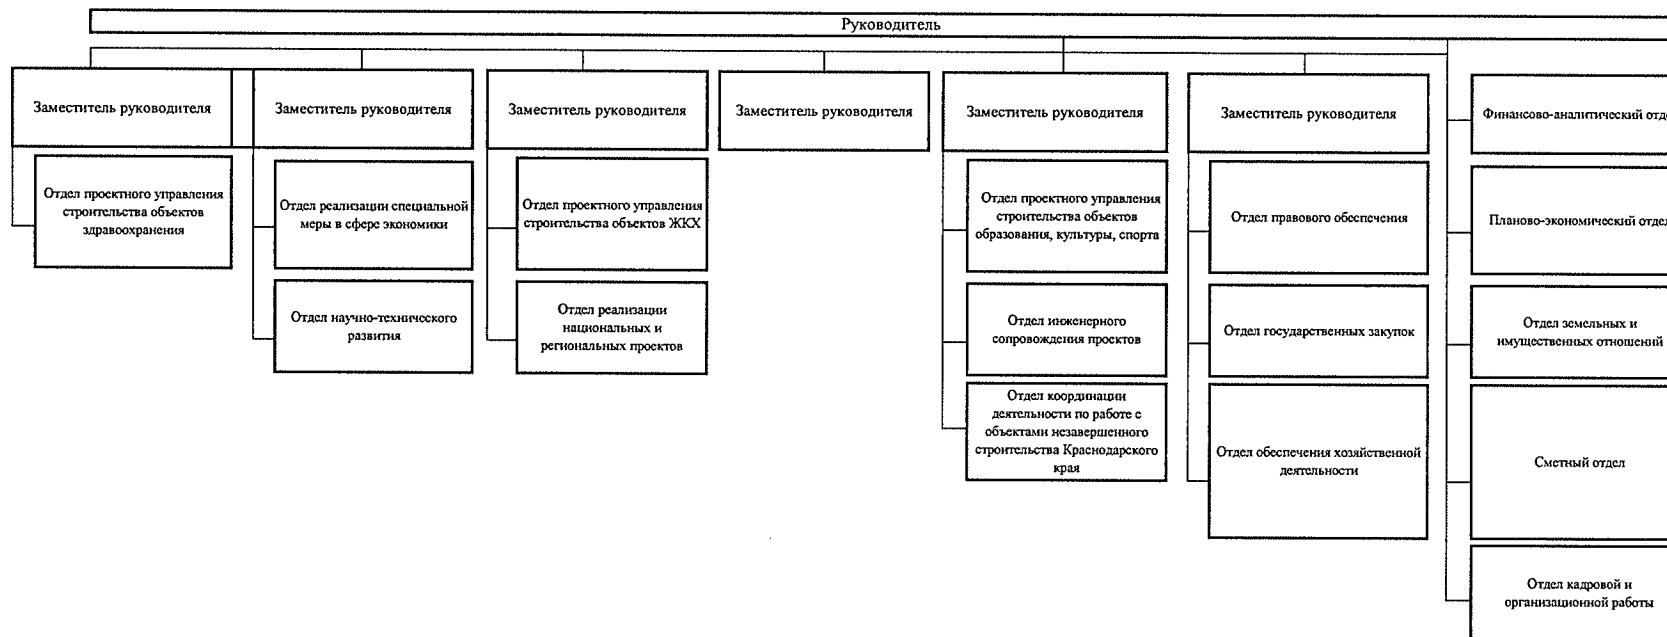 Руководитель
Заместитель руководителя
Заместитель руководителя
Заместитель руководителя
Заместитель руководителя
Заместитель руководителя
Заместитель руководителя
Финансово-аналитический отде
Отдел проектного управления
строительства объектов
здравоохранения
Отдел реализации специальной
меры в сфере экономики
Отдел проектного управления
строительства объектов ЖКХ
Отдел проектного управления
строительства объектов
образования, культуры, спорта
Отдел правового обеспечения
Планово-экономический отдел
Отдел научно-технического
развития
Отдел реализации
национальных и
региональных проектов
Отдел инженерного
сопровождения проектов
Отдел государственных закупок
Отдел земельных и
имущественных отношений
Отдел координации
деятельности по работе с
объектами незавершенного
строительства Краснодарского
края
Отдел обеспечения хозяйственной
деятельности
Сметный отдел
Отдел кадровой и
организационной работы